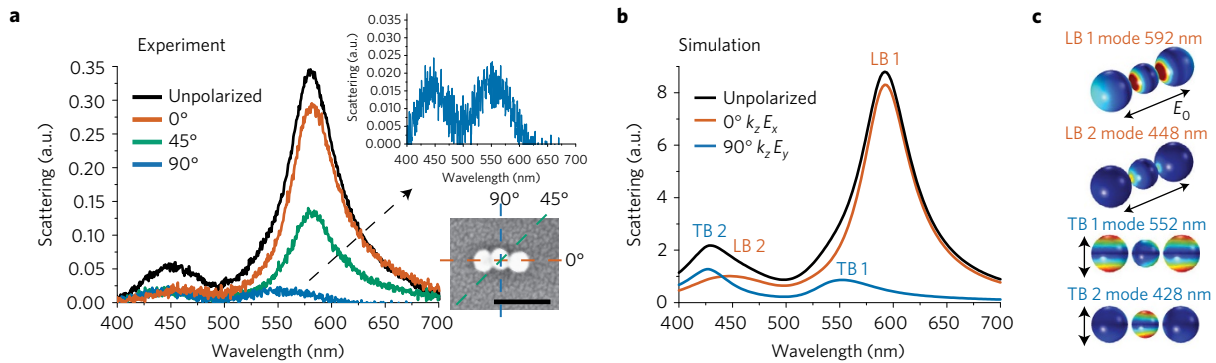 a
Experiment
Scattering (a.u.)
0.35
0.30
0.25
0.20
0.15
0.10
0.05
0.00
Unpolarized
0°
45°
90°
400 450 500 550 600 650 700
Wavelength (nm)
Scattering (a.u.)
0.035
0.030
0.025
0.020
0.015
0.010
0.005
0.000
400 450 500 550 600 650 700
Wavelength (nm)
90° 45°
0°
b
Simulation
Scattering (a.u.)
8
6
4
2
0
Unpolarized
0° kz Ex
90° kz Ey
LB 1
TB 2
LB 2
TB 1
400 450 500 550 600 650 700
Wavelength (nm)
c
LB 1 mode 592 nm
E0
LB 2 mode 448 nm
TB 1 mode 552 nm
TB 2 mode 428 nm